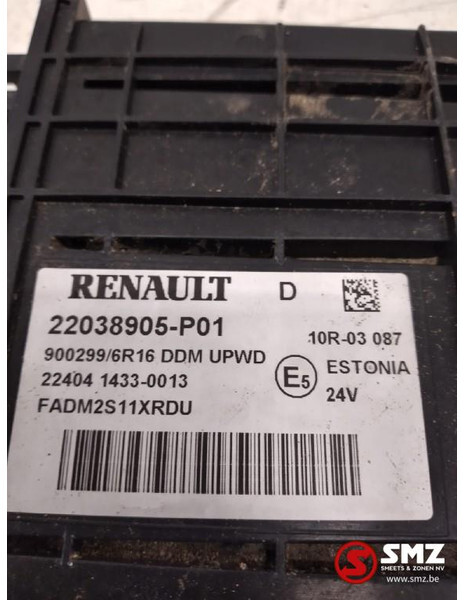 RENAULT D
22038905-P01
10R-03 087
900299/6R16 DDM UPWD
E5 ESTONIA
22404 1433-0013
24V
FADM2S11XRDU
SMZ
SMEETS & ZONEN NV
www.smz.be